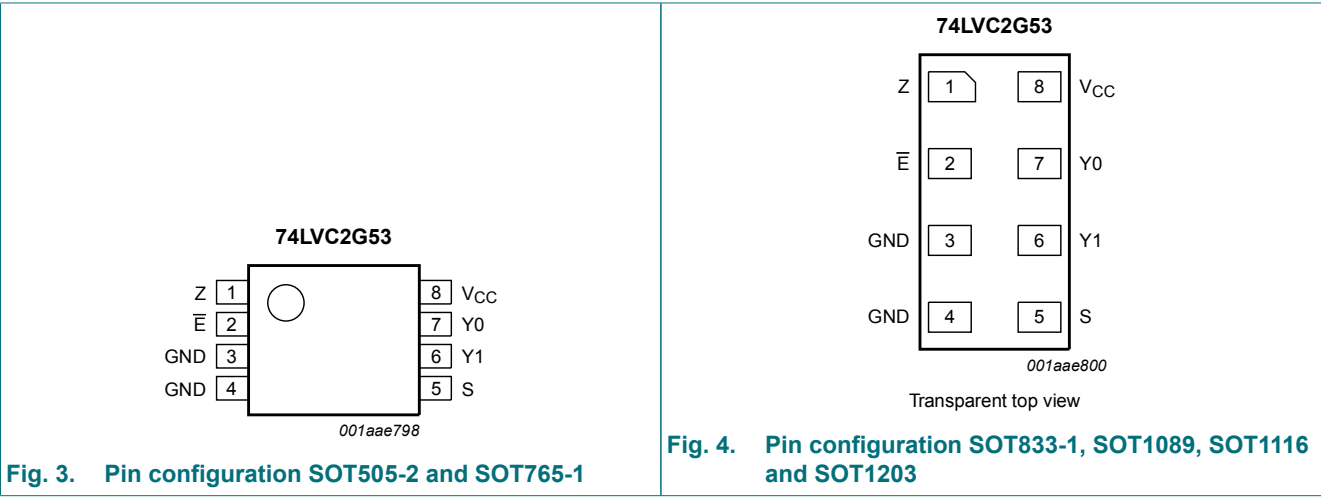 74LVC2G53
Z 1 8 VCC
E̅ 2 7 Y0
GND 3 6 Y1
GND 4 5 S
001aae798
Fig. 3. Pin configuration SOT505-2 and SOT765-1
74LVC2G53
Z 1 8 VCC
E̅ 2 7 Y0
GND 3 6 Y1
GND 4 5 S
001aae800
Transparent top view
Fig. 4. Pin configuration SOT833-1, SOT1089, SOT1116
and SOT1203